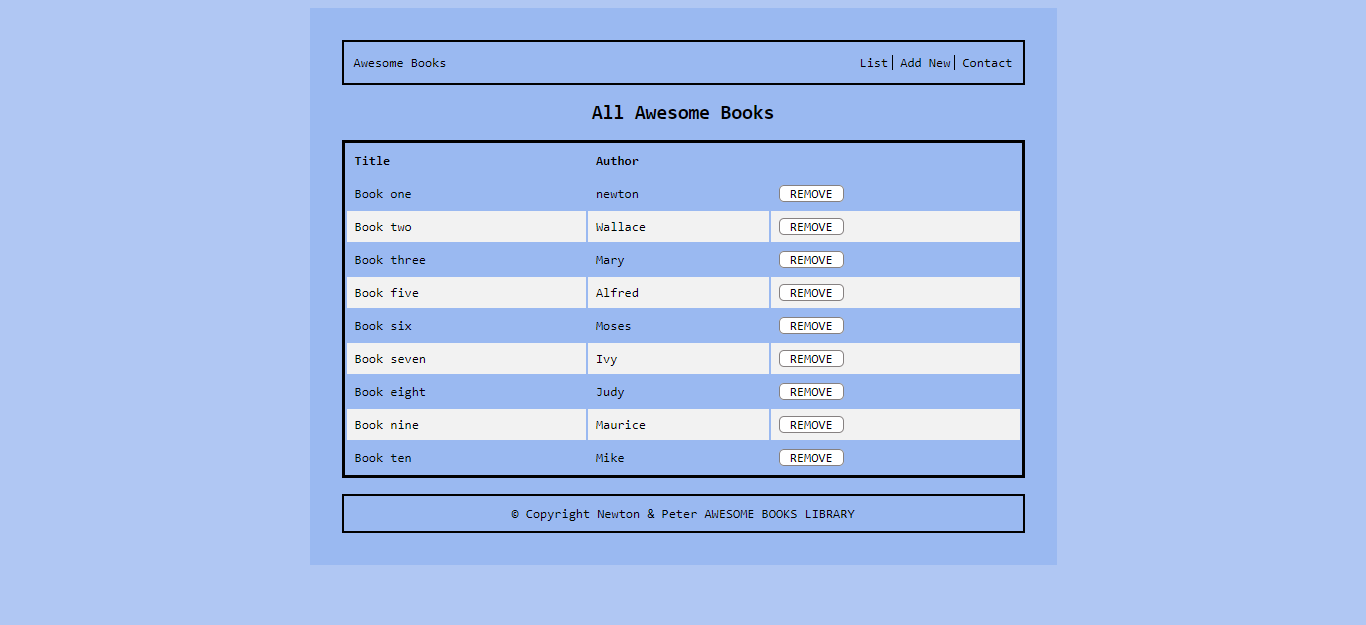 Awesome Books List Add New Contact
All Awesome Books
Title Author
Book one newton REMOVE
Book two Wallace REMOVE
Book three Mary REMOVE
Book five Alfred REMOVE
Book six Moses REMOVE
Book seven Ivy REMOVE
Book eight Judy REMOVE
Book nine Maurice REMOVE
Book ten Mike REMOVE
© Copyright Newton & Peter AWESOME BOOKS LIBRARY